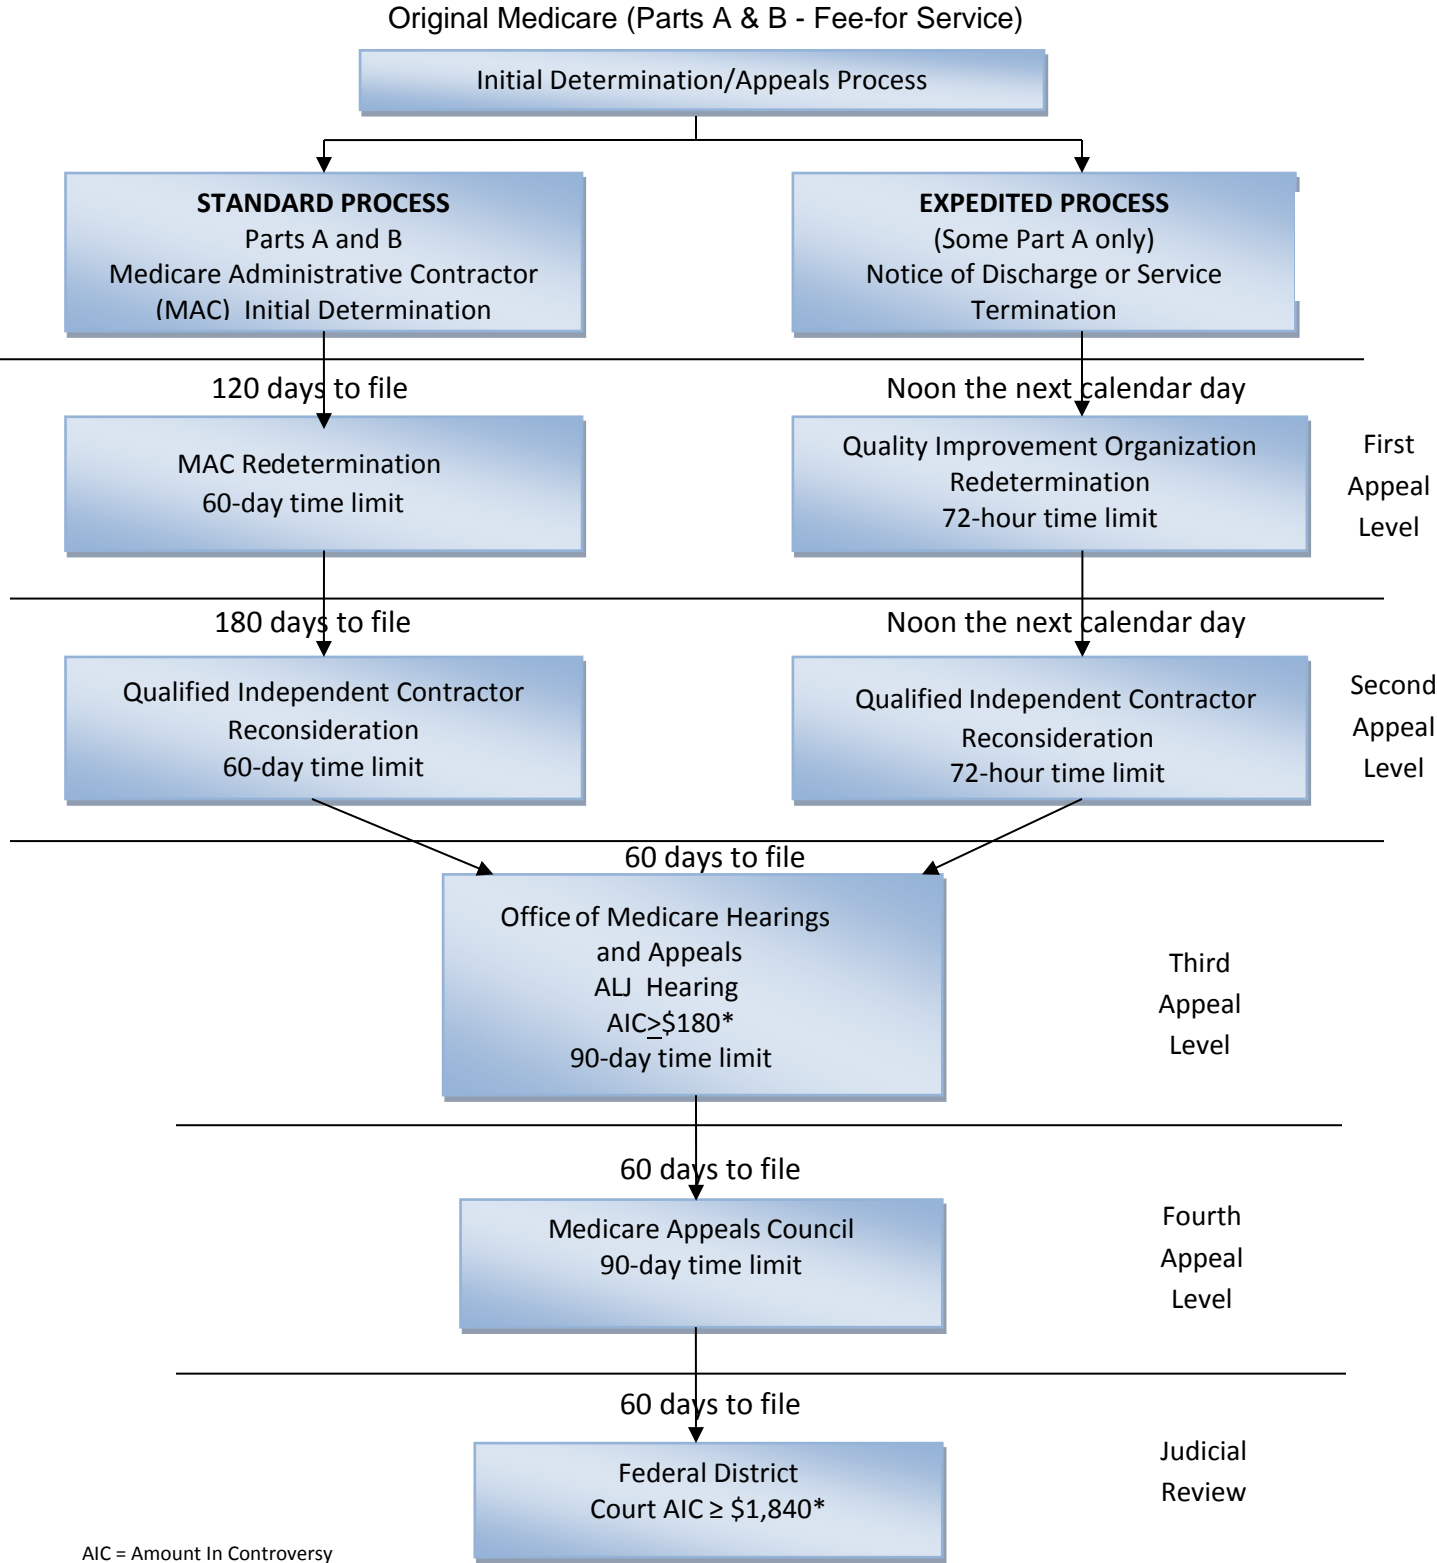 Original Medicare (Parts A & B - Fee-for Service)
Initial Determination/Appeals Process
STANDARD PROCESS
Parts A and B
Medicare Administrative Contractor
(MAC) Initial Determination
EXPEDITED PROCESS
(Some Part A only)
Notice of Discharge or Service
Termination
120 days to file
Noon the next calendar day
MAC Redetermination
60-day time limit
Quality Improvement Organization
Redetermination
72-hour time limit
First
Appeal
Level
180 days to file
Noon the next calendar day
Qualified Independent Contractor
Reconsideration
60-day time limit
Qualified Independent Contractor
Reconsideration
72-hour time limit
Second
Appeal
Level
60 days to file
Office of Medicare Hearings
and Appeals
ALJ Hearing
AIC≥$180*
90-day time limit
Third
Appeal
Level
60 days to file
Medicare Appeals Council
90-day time limit
Fourth
Appeal
Level
60 days to file
Federal District
Court AIC ≥ $1,840*
Judicial
Review
AIC = Amount In Controversy